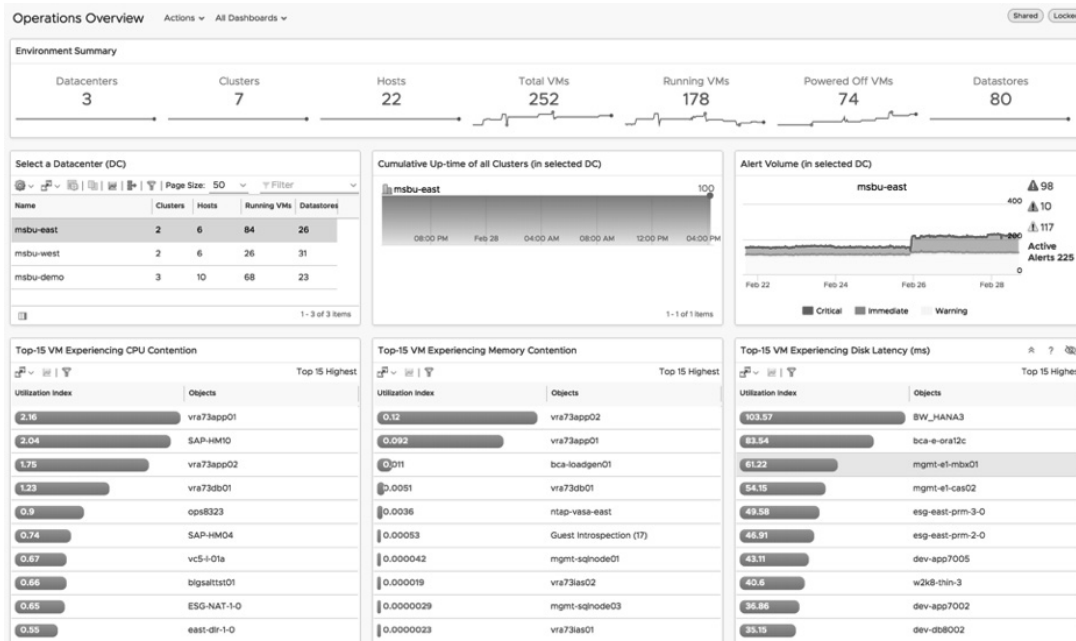 Operations Overview Actions All Dashboards Shared Locked
Environment Summary
Datacenters Clusters Hosts Total VMs Running VMs Powered Off VMs Datastores
3 7 22 252 178 74 80
Select a Datacenter (DC)
Page Size: 50 Filter
Name Clusters Hosts Running VMs Datastores
msbu-east 2 6 84 26
msbu-west 2 6 26 31
msbu-demo 3 10 68 23
1 - 3 of 3 items
Cumulative Up-time of all Clusters (in selected DC)
msbu-east 100
08:00 PM Feb 28 04:00 AM 08:00 AM 12:00 PM 04:00 PM
1 - 1 of 1 items
Alert Volume (in selected DC)
msbu-east
98
400
10
117
200
Active
Alerts 225
0
Feb 22 Feb 24 Feb 26 Feb 28
Critical Immediate Warning
Top-15 VM Experiencing CPU Contention
Top 15 Highest
Utilization Index Objects
2.16 vra73app01
2.04 SAP-HM10
1.75 vra73app02
1.23 vra73db01
0.9 ops8323
0.74 SAP-HM04
0.67 vc5-l-01a
0.66 blgsalttst01
0.65 ESG-NAT-1-0
0.55 east-dlr-1-0
Top-15 VM Experiencing Memory Contention
Top 15 Highest
Utilization Index Objects
0.12 vra73app02
0.092 vra73app01
0.011 bca-loadgen01
0.0051 vra73db01
0.0036 ntap-vasa-east
0.00053 Guest Introspection (17)
0.000042 mgmt-sqlnode01
0.000019 vra73ias02
0.0000029 mgmt-sqlnode03
0.0000023 vra73ias01
Top-15 VM Experiencing Disk Latency (ms) ?
Top 15 Highes
Utilization Index Objects
103.57 BW_HANA3
83.54 bca-e-ora12c
61.22 mgmt-e1-mbx01
54.15 mgmt-e1-cas02
49.58 esg-east-prm-3-0
46.91 esg-east-prm-2-0
43.11 dev-app7005
40.6 w2k8-thin-3
36.86 dev-app7002
35.15 dev-db8002